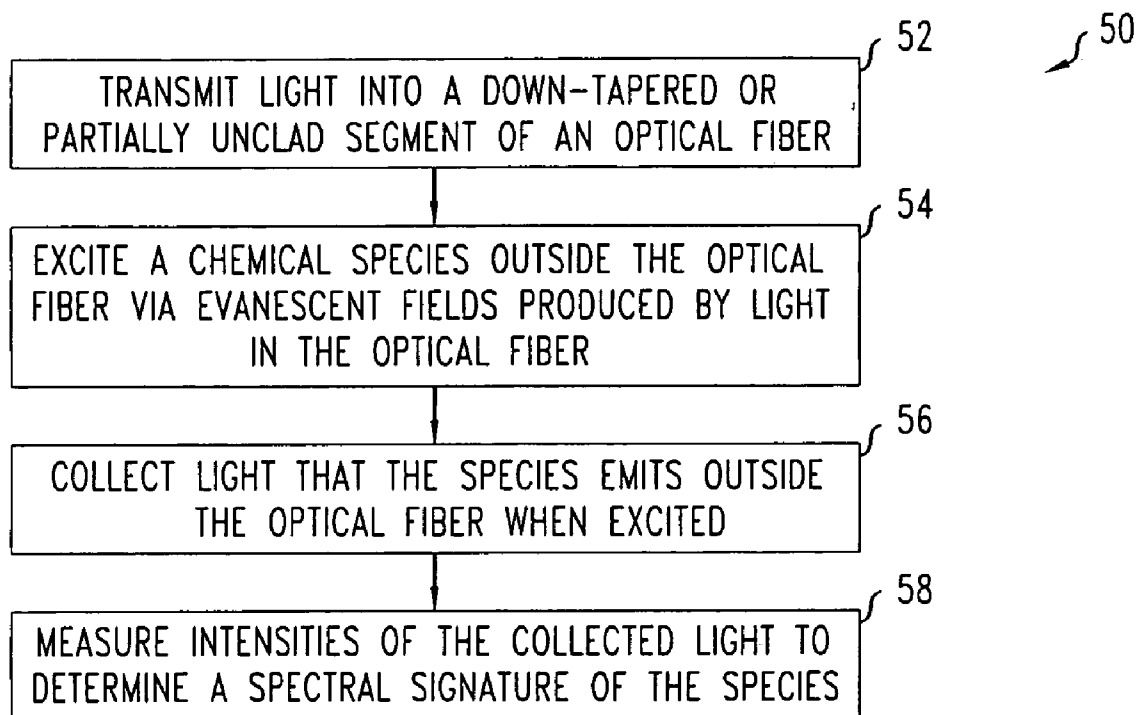 50
52
TRANSMIT LIGHT INTO A DOWN-TAPERED OR
PARTIALLY UNCLAD SEGMENT OF AN OPTICAL FIBER
54
EXCITE A CHEMICAL SPECIES OUTSIDE THE OPTICAL
FIBER VIA EVANESCENT FIELDS PRODUCED BY LIGHT
IN THE OPTICAL FIBER
56
COLLECT LIGHT THAT THE SPECIES EMITS OUTSIDE
THE OPTICAL FIBER WHEN EXCITED
58
MEASURE INTENSITIES OF THE COLLECTED LIGHT TO
DETERMINE A SPECTRAL SIGNATURE OF THE SPECIES